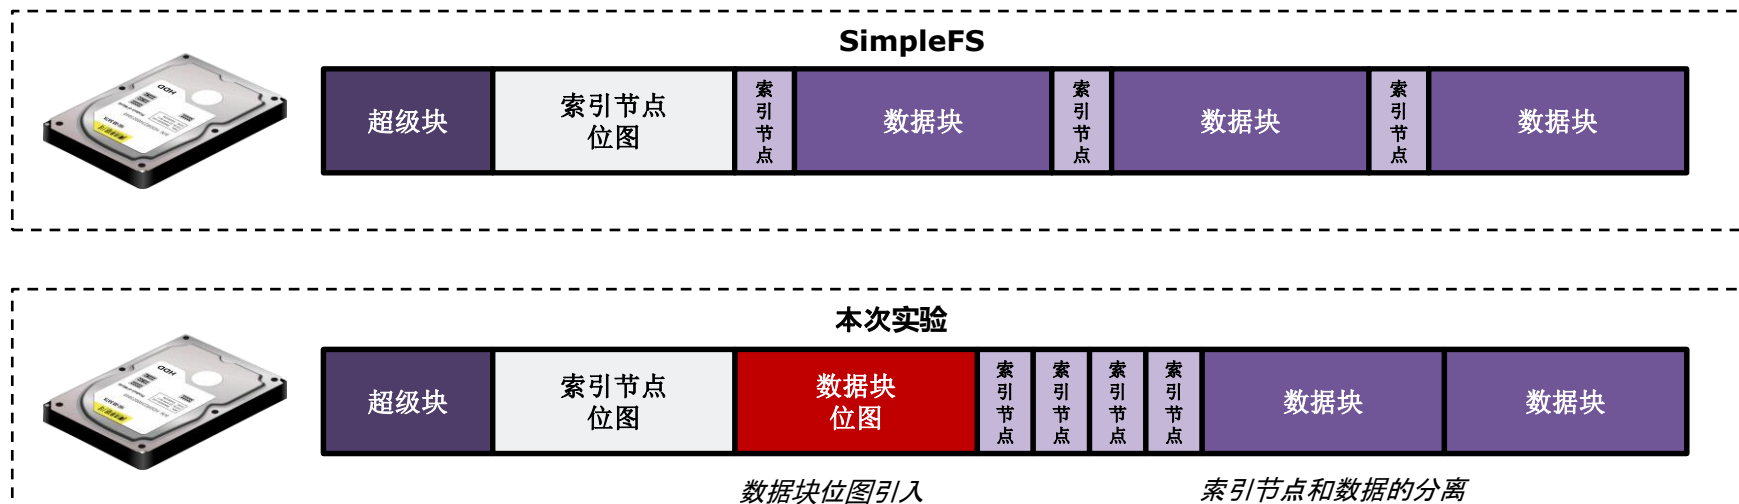 SimpleFS
超级块
索引节点
位图
索
引
节
点
数据块
索
引
节
点
数据块
索
引
节
点
数据块
本次实验
超级块
索引节点
位图
数据块
位图
索
引
节
点
索
引
节
点
索
引
节
点
索
引
节
点
数据块
数据块
数据块位图引入
索引节点和数据的分离